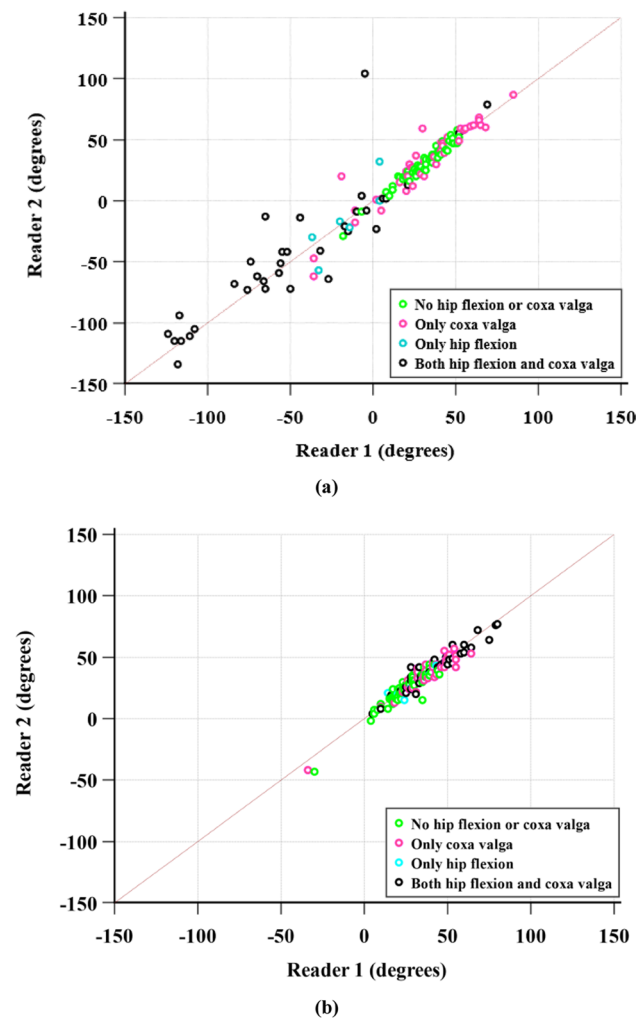 150
100
50
0
-50
-100
-150
Reader 2 (degrees)
No hip flexion or coxa valga
Only coxa valga
Only hip flexion
Both hip flexion and coxa valga
-150 -100 -50 0 50 100 150
Reader 1 (degrees)
(a)
150
100
50
0
-50
-100
-150
Reader 2 (degrees)
No hip flexion or coxa valga
Only coxa valga
Only hip flexion
Both hip flexion and coxa valga
-150 -100 -50 0 50 100 150
Reader 1 (degrees)
(b)